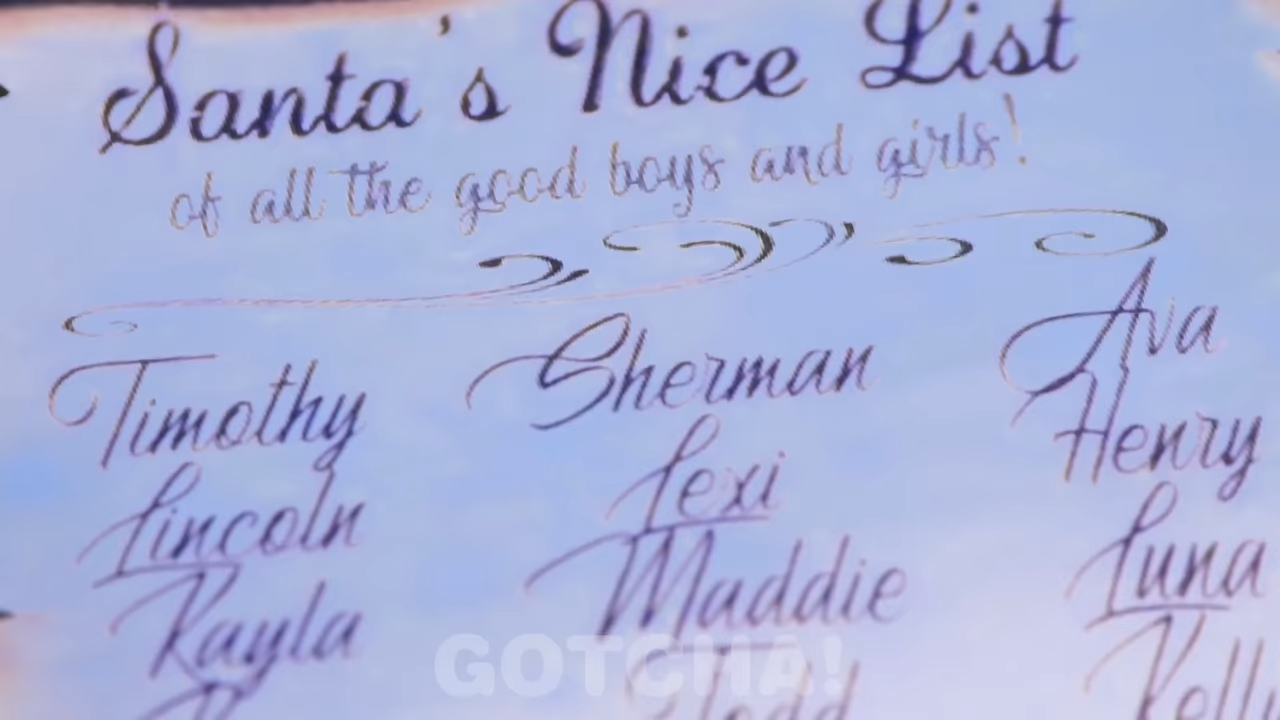 Santa's Nice List
of all the good boys and girls!
Timothy Sherman Ava
Lincoln Lexi Henry
Kayla Maddie Luna
GOTCHA!
Todd